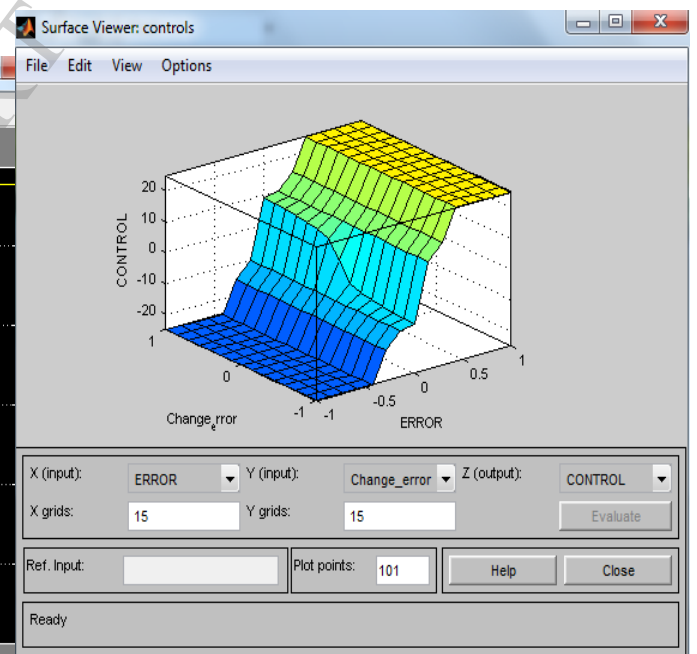 Surface Viewer: controls
File Edit View Options
20
10
0
-10
-20
CONTROL
1
0
-1
Change_error
-1
-0.5
0
0.5
1
ERROR
X (input): ERROR Y (input): Change_error Z (output): CONTROL
X grids: 15 Y grids: 15 Evaluate
Ref. Input: Plot points: 101 Help Close
Ready